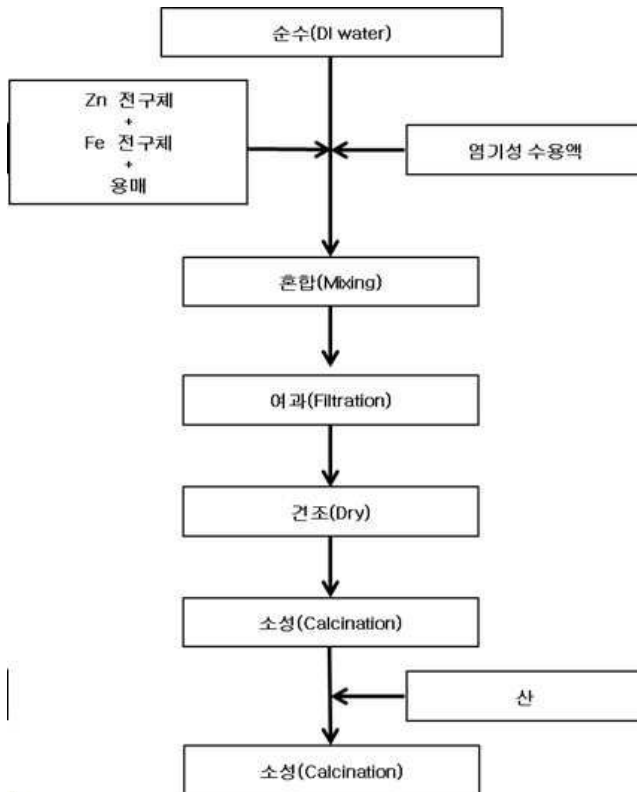 순수(DI water)
Zn 전구체
+
Fe 전구체
+
용매
염기성 수용액
혼합(Mixing)
여과(Filtration)
건조(Dry)
소성(Calcination)
산
소성(Calcination)